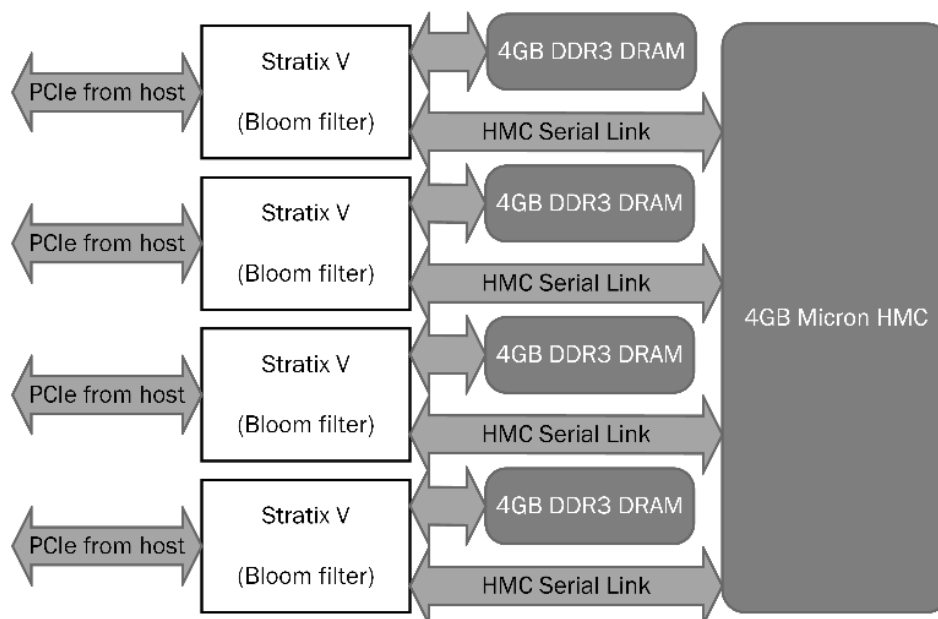 PCIe from host
Stratix V
(Bloom filter)
4GB DDR3 DRAM
HMC Serial Link
PCIe from host
Stratix V
(Bloom filter)
4GB DDR3 DRAM
HMC Serial Link
PCIe from host
Stratix V
(Bloom filter)
4GB DDR3 DRAM
HMC Serial Link
PCIe from host
Stratix V
(Bloom filter)
4GB DDR3 DRAM
HMC Serial Link
4GB Micron HMC